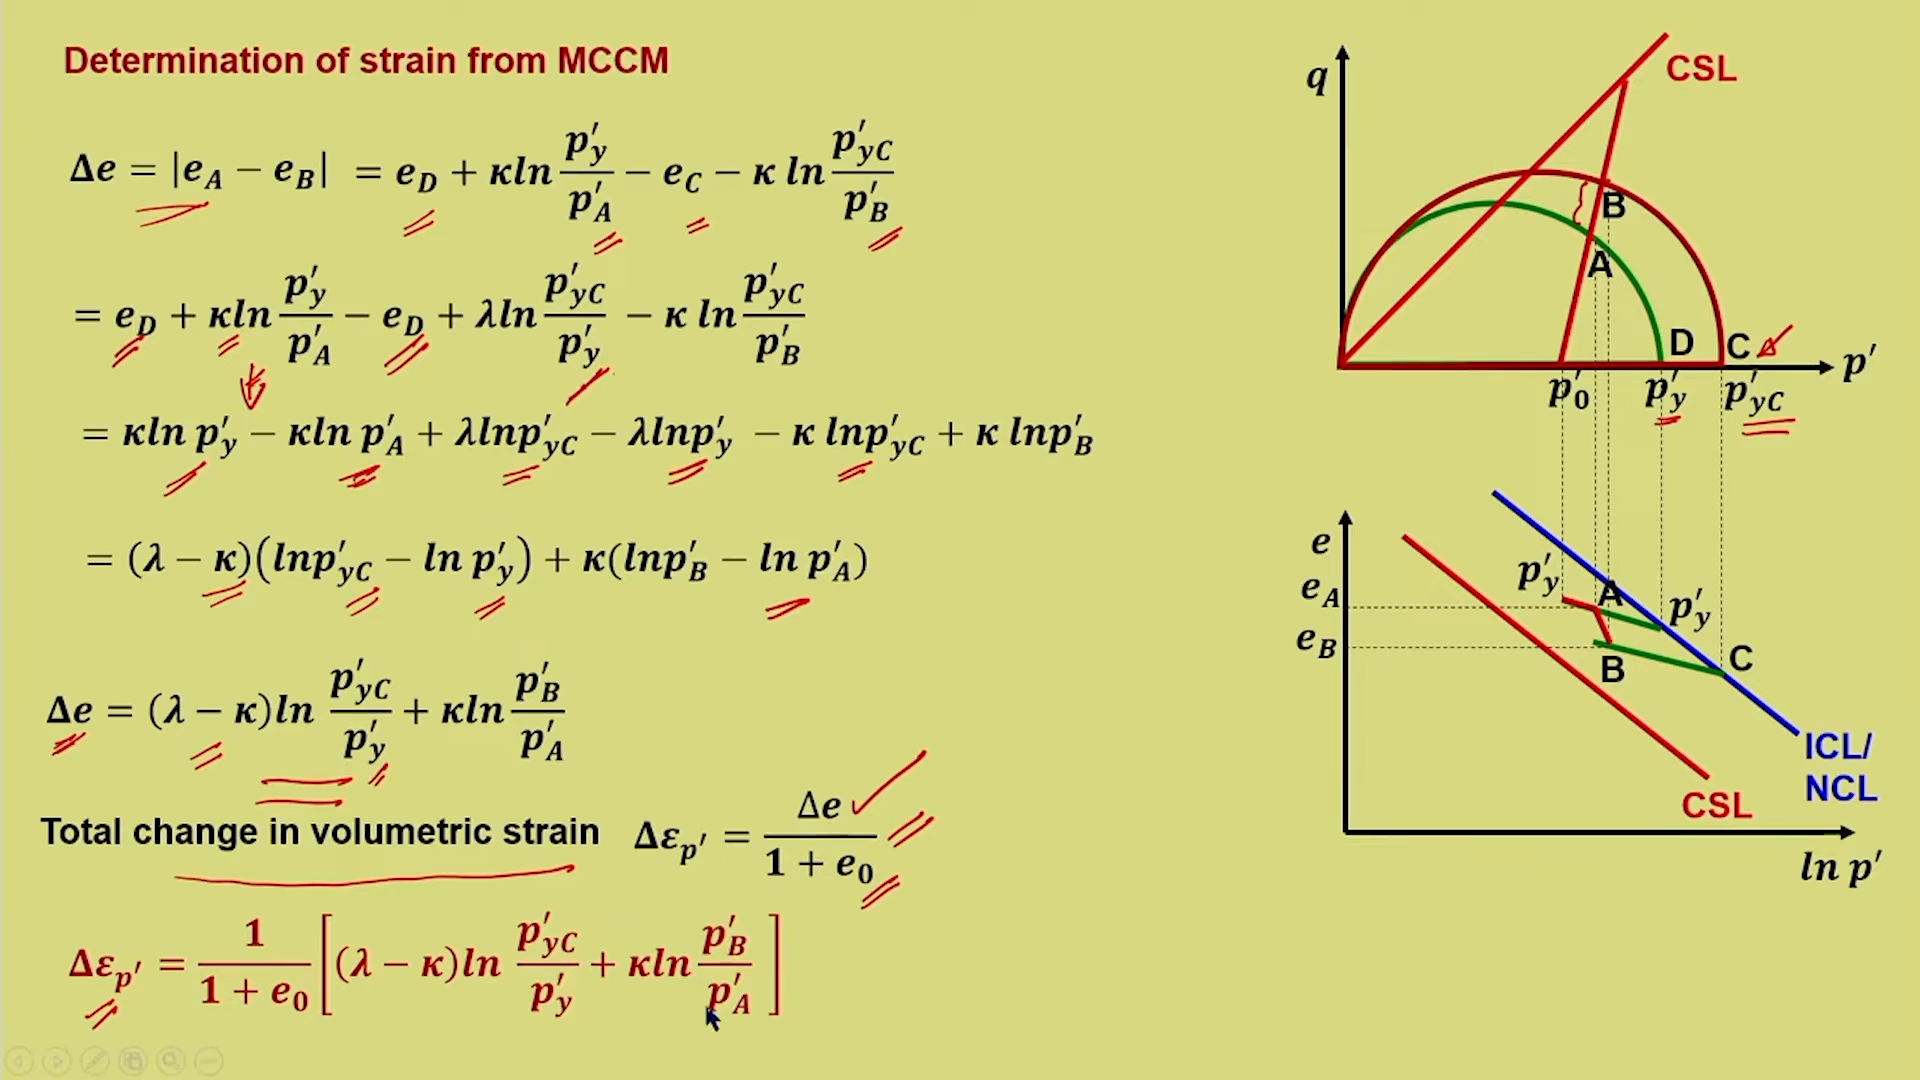 Determination of strain from MCCM
Δe = |e_A − e_B| = e_D + κln p′_y/p′_A − e_C − κ ln p′_yC/p′_B
= e_D + κln p′_y/p′_A − e_D + λln p′_yC/p′_y − κ ln p′_yC/p′_B
= κln p′_y − κln p′_A + λlnp′_yC − λlnp′_y − κ lnp′_yC + κ lnp′_B
= (λ − κ)(lnp′_yC − ln p′_y) + κ(lnp′_B − ln p′_A)
Δe = (λ − κ)ln p′_yC/p′_y + κln p′_B/p′_A
Total change in volumetric strain Δε_p′ = Δe/(1 + e_0)
Δε_p′ = 1/(1 + e_0) [(λ − κ)ln p′_yC/p′_y + κln p′_B/p′_A]
q
CSL
B
A
D
C
p′
p′_0
p′_y
p′_yC
e
e_A
e_B
p′_y
A
p′_y
B
C
ICL/
NCL
CSL
ln p′